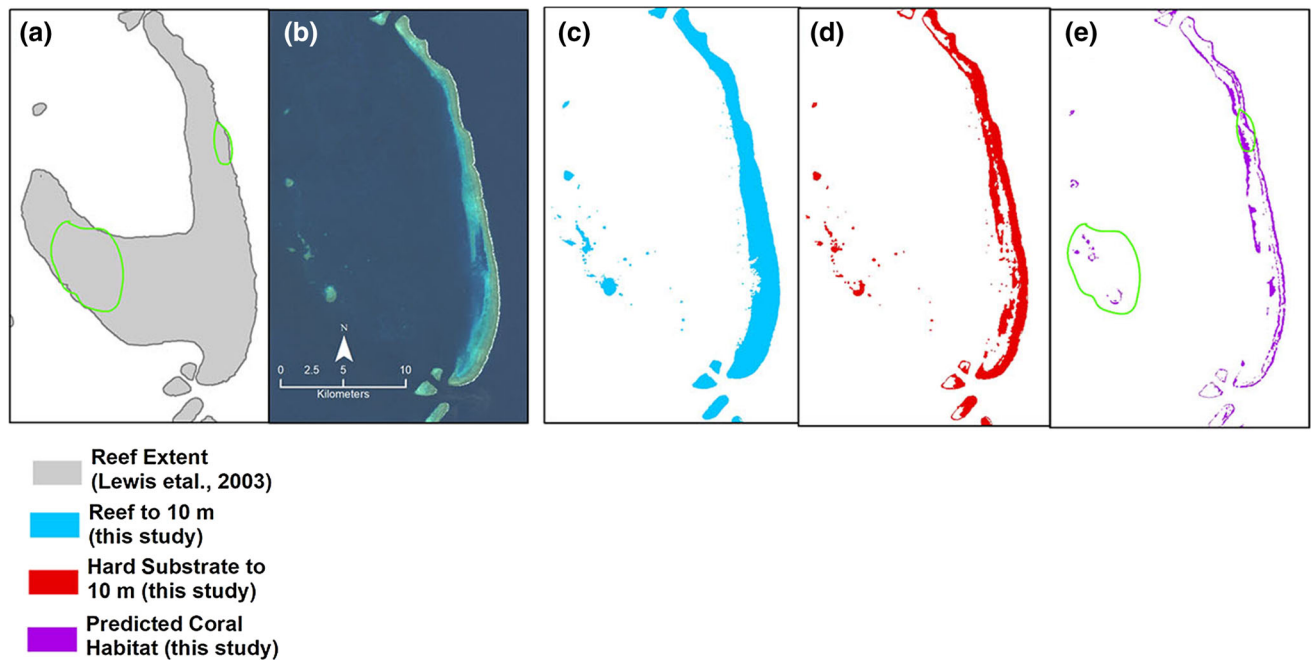 (a)
(b)
(c)
(d)
(e)
N
0 2.5 5 10
Kilometers
Reef Extent
(Lewis etal., 2003)
Reef to 10 m
(this study)
Hard Substrate to
10 m (this study)
Predicted Coral
Habitat (this study)